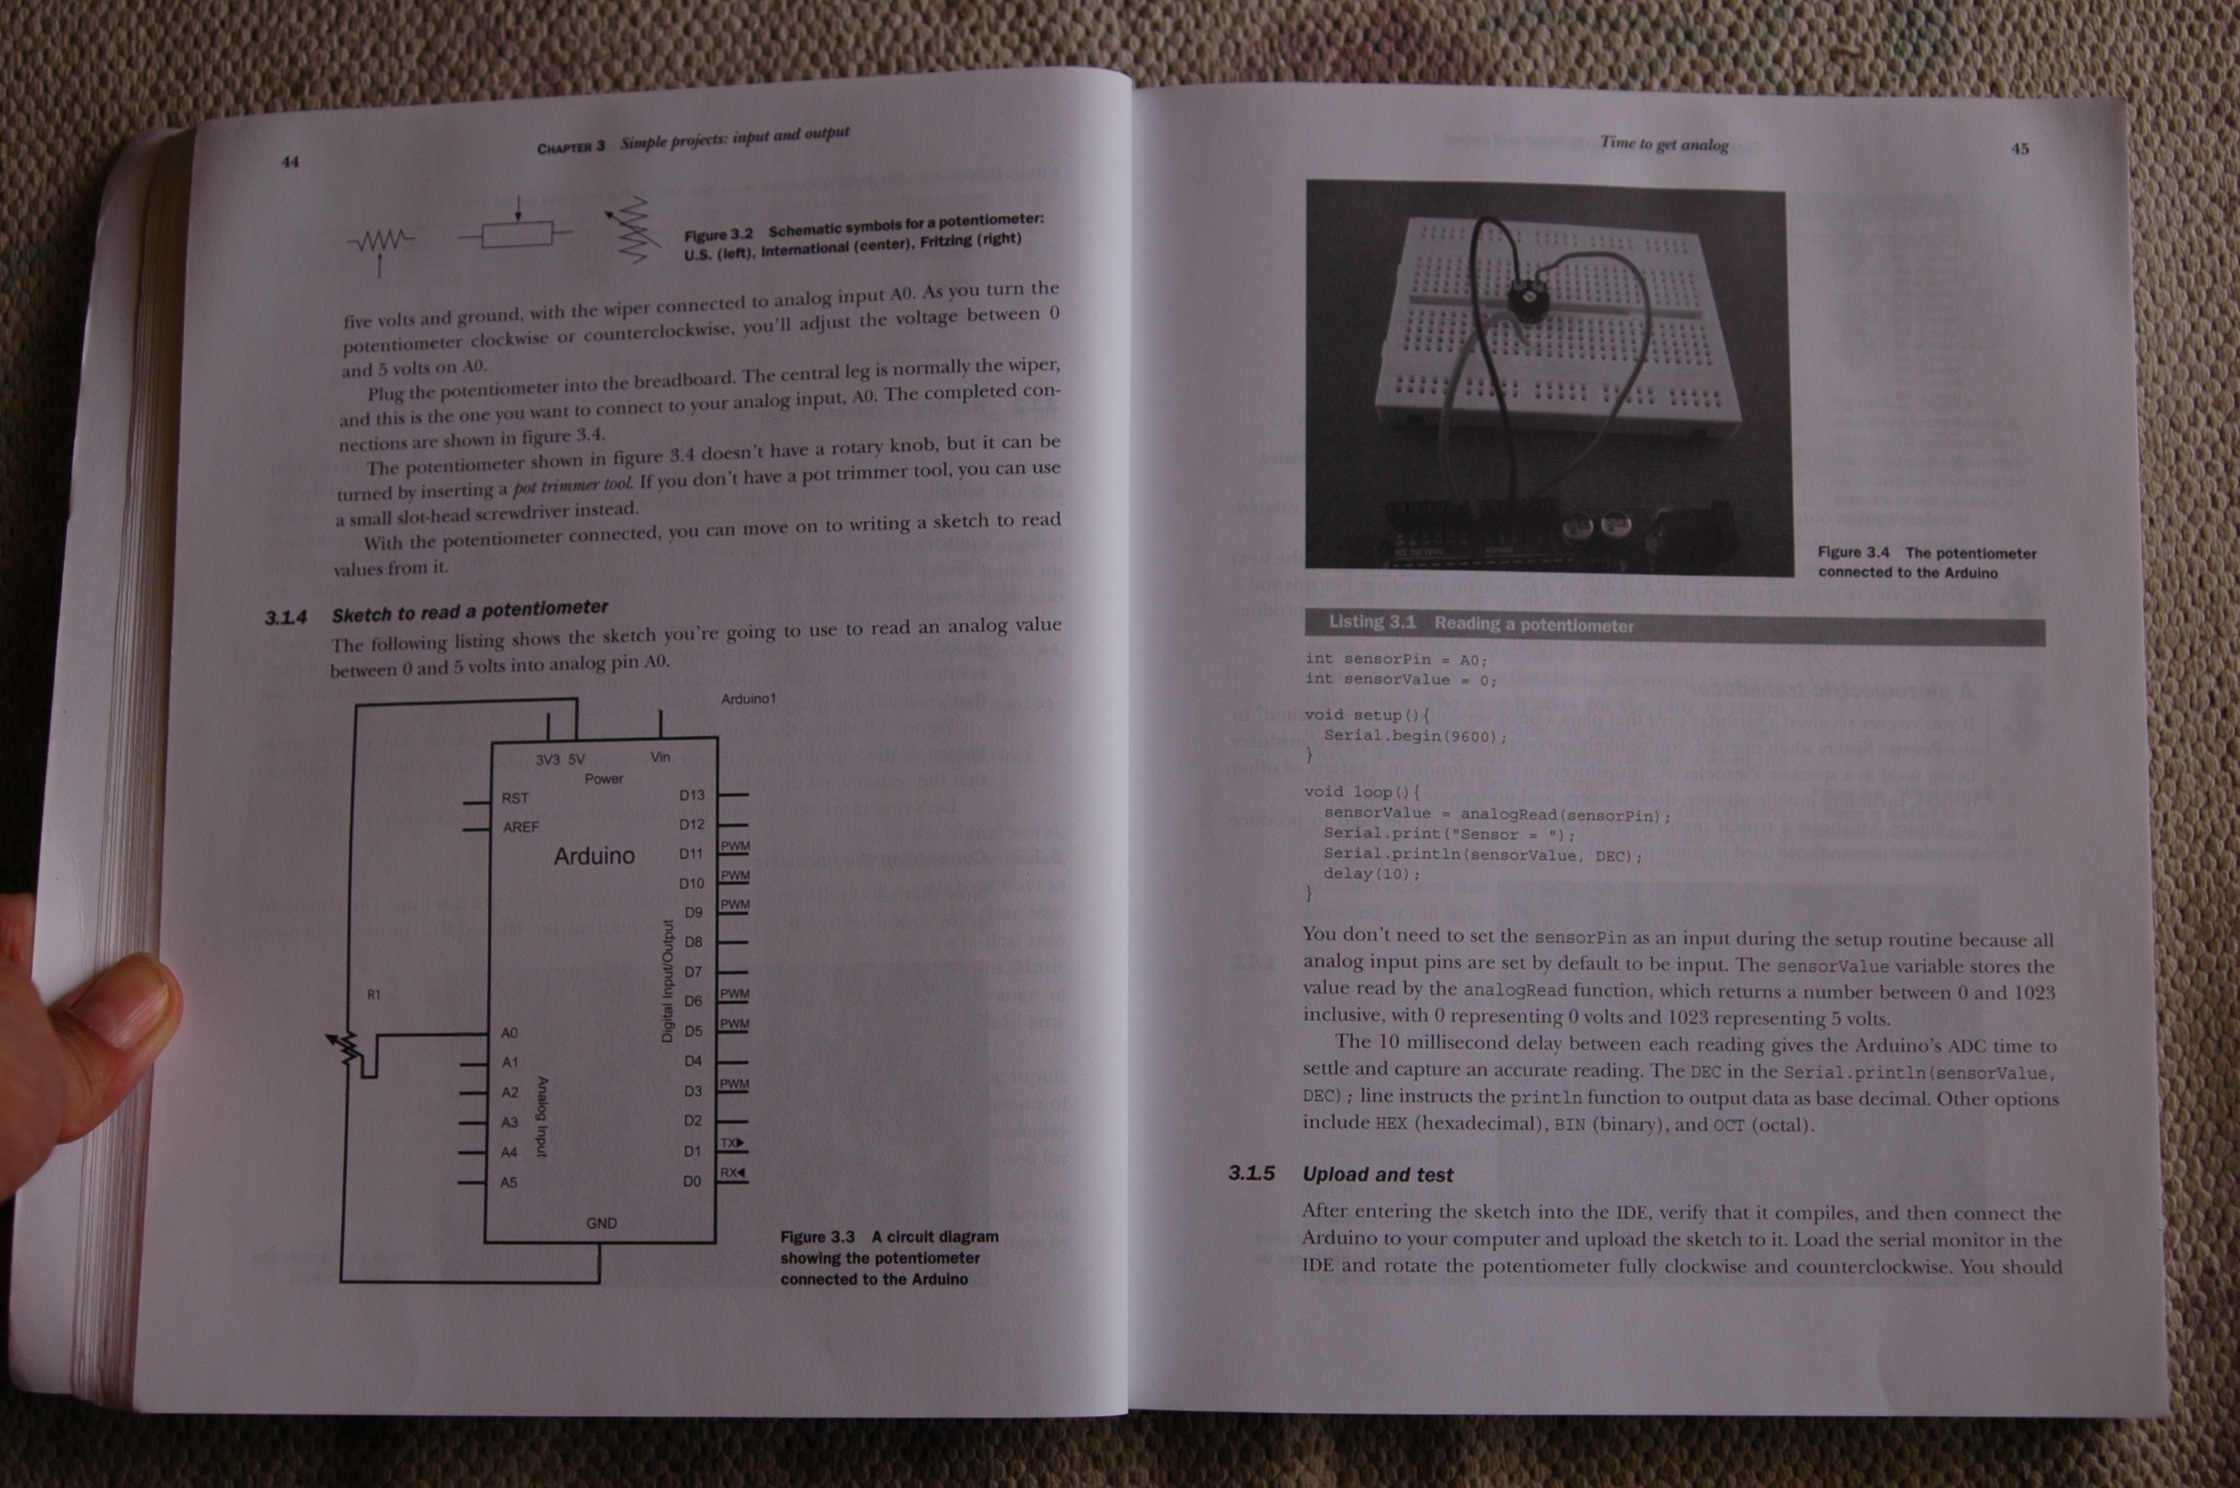 44
CHAPTER 3 Simple projects: input and output
Figure 3.2 Schematic symbols for a potentiometer:
U.S. (left), International (center), Fritzing (right)
five volts and ground, with the wiper connected to analog input A0. As you turn the
potentiometer clockwise or counterclockwise, you'll adjust the voltage between 0
and 5 volts on A0.
Plug the potentiometer into the breadboard. The central leg is normally the wiper,
and this is the one you want to connect to your analog input, A0. The completed con-
nections are shown in figure 3.4.
The potentiometer shown in figure 3.4 doesn't have a rotary knob, but it can be
turned by inserting a pot trimmer tool. If you don't have a pot trimmer tool, you can use
a small slot-head screwdriver instead.
With the potentiometer connected, you can move on to writing a sketch to read
values from it.
3.1.4 Sketch to read a potentiometer
The following listing shows the sketch you're going to use to read an analog value
between 0 and 5 volts into analog pin A0.
Arduino1
3V3 5V Vin
Power
RST
AREF
Arduino
D13
D12
D11 PWM
D10 PWM
D9 PWM
D8
D7
D6 PWM
D5 PWM
D4
D3 PWM
D2
D1 TX
D0 RX
Digital Input/Output
R1
A0
A1
A2
A3
A4
A5
Analog Input
GND
Figure 3.3 A circuit diagram
showing the potentiometer
connected to the Arduino
Time to get analog
45
Figure 3.4 The potentiometer
connected to the Arduino
Listing 3.1 Reading a potentiometer
int sensorPin = A0;
int sensorValue = 0;
void setup(){
Serial.begin(9600);
}
void loop(){
sensorValue = analogRead(sensorPin);
Serial.print("Sensor = ");
Serial.println(sensorValue, DEC);
delay(10);
}
You don't need to set the sensorPin as an input during the setup routine because all
analog input pins are set by default to be input. The sensorValue variable stores the
value read by the analogRead function, which returns a number between 0 and 1023
inclusive, with 0 representing 0 volts and 1023 representing 5 volts.
The 10 millisecond delay between each reading gives the Arduino's ADC time to
settle and capture an accurate reading. The DEC in the Serial.println(sensorValue,
DEC); line instructs the println function to output data as base decimal. Other options
include HEX (hexadecimal), BIN (binary), and OCT (octal).
3.1.5 Upload and test
After entering the sketch into the IDE, verify that it compiles, and then connect the
Arduino to your computer and upload the sketch to it. Load the serial monitor in the
IDE and rotate the potentiometer fully clockwise and counterclockwise. You should